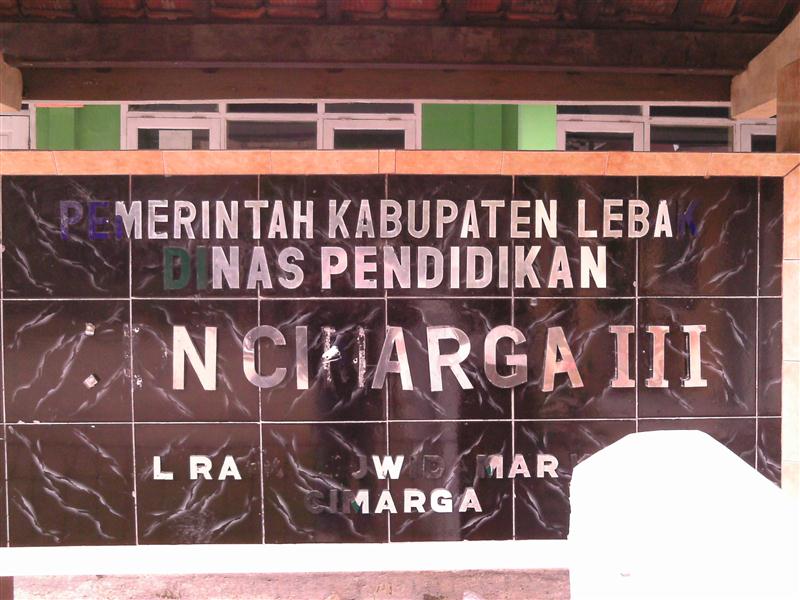 PEMERINTAH KABUPATEN LEBAK
DINAS PENDIDIKAN
N CIMARGA III
CIMARGA